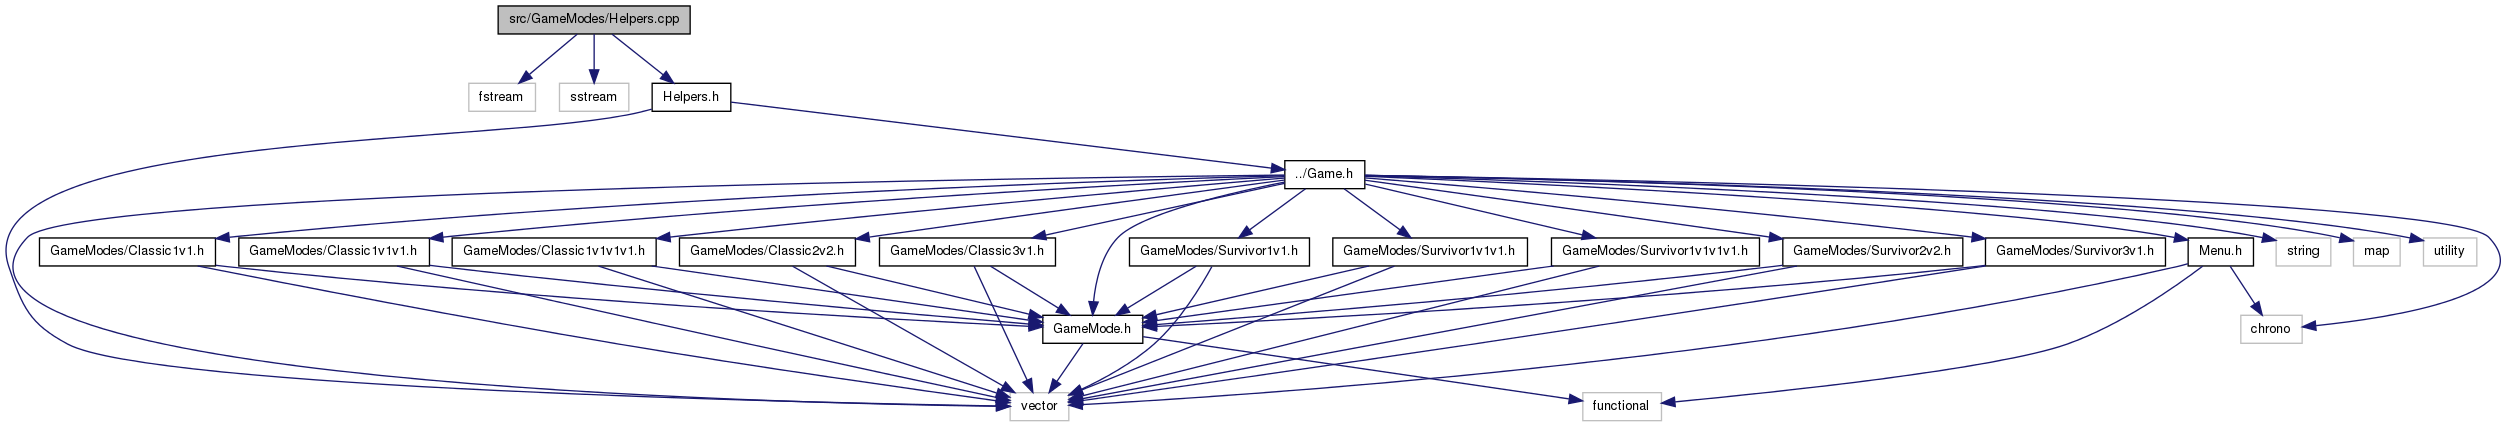 src/GameModes/Helpers.cpp
fstream
sstream
Helpers.h
../Game.h
GameModes/Classic1v1.h
GameModes/Classic1v1v1.h
GameModes/Classic1v1v1v1.h
GameModes/Classic2v2.h
GameModes/Classic3v1.h
GameModes/Survivor1v1.h
GameModes/Survivor1v1v1.h
GameModes/Survivor1v1v1v1.h
GameModes/Survivor2v2.h
GameModes/Survivor3v1.h
Menu.h
string
map
utility
GameMode.h
chrono
vector
functional